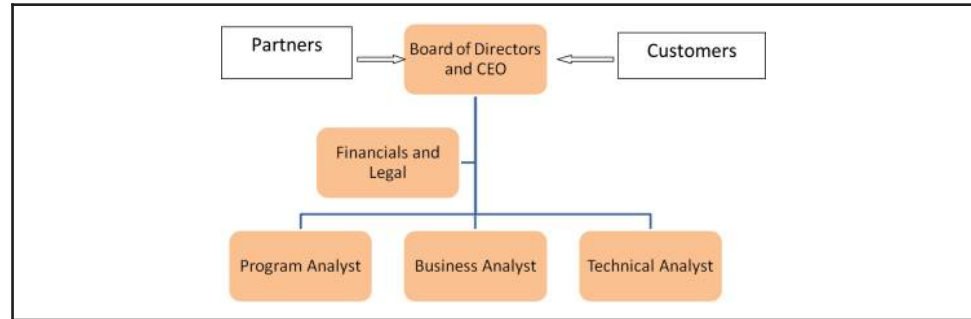 Partners
Board of Directors
and CEO
Customers
Financials and
Legal
Program Analyst
Business Analyst
Technical Analyst